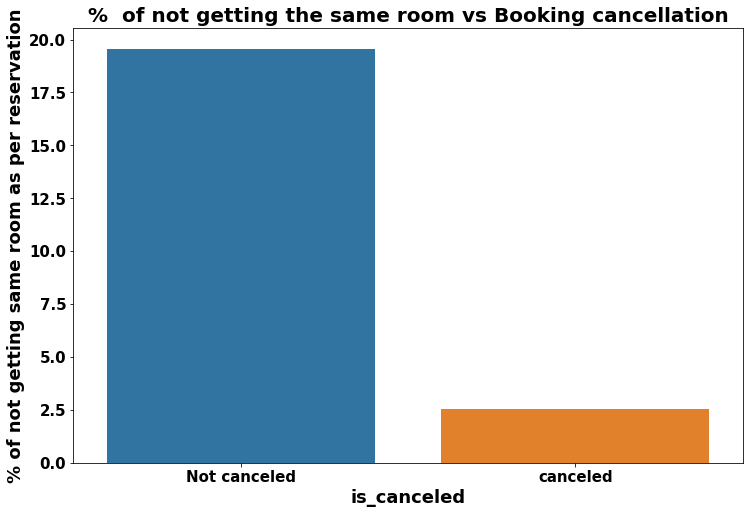 %  of not getting the same room vs Booking cancellation
% of not getting same room as per reservation
20.0
17.5
15.0
12.5
10.0
7.5
5.0
2.5
0.0
Not canceled
canceled
is_canceled